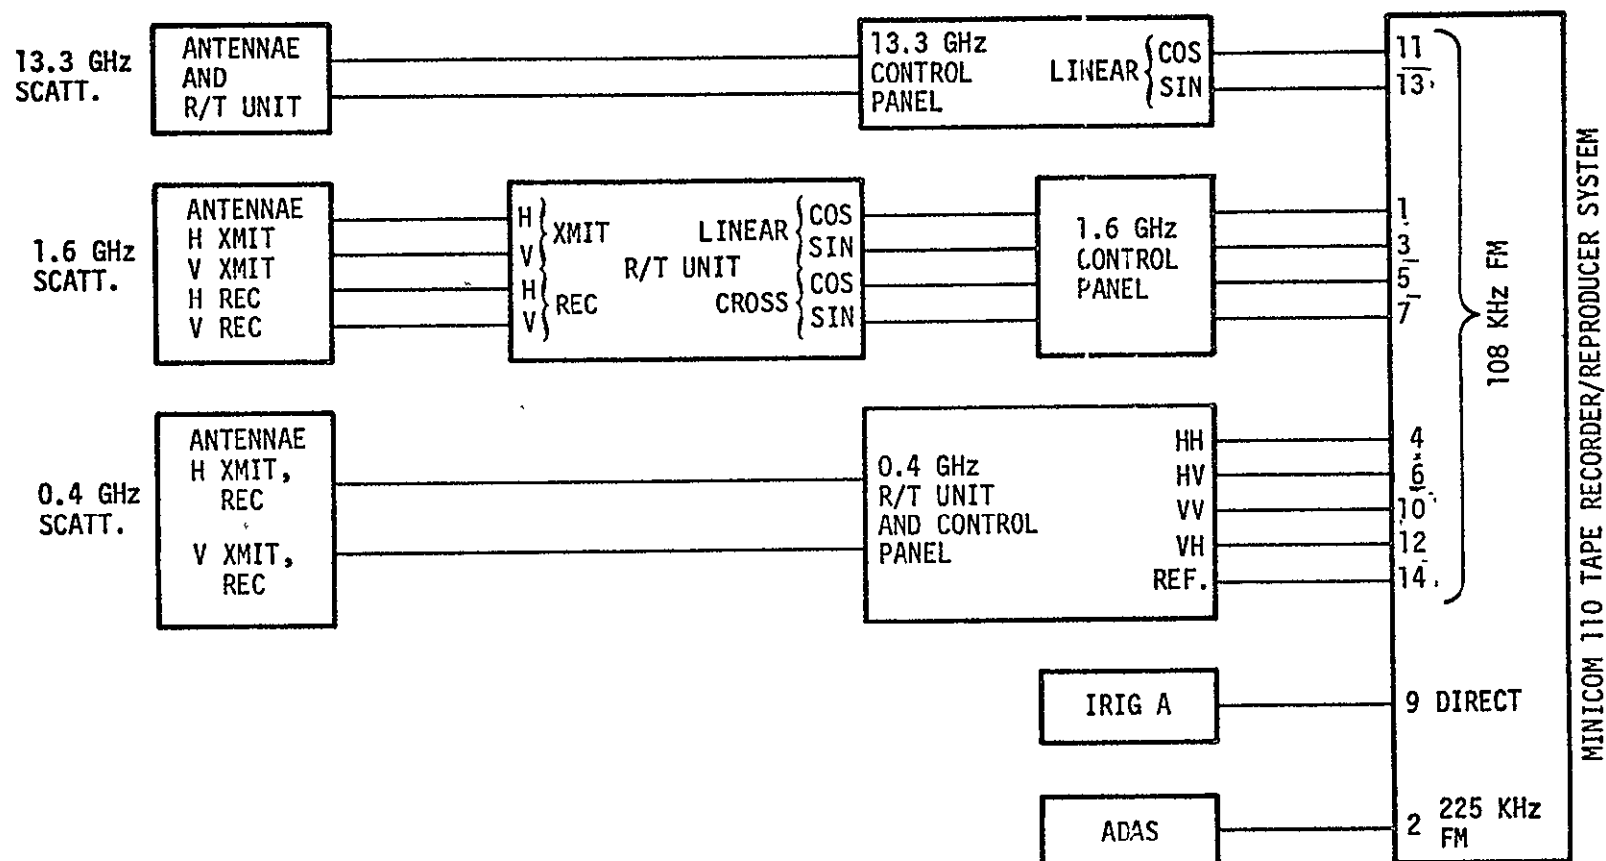 13.3 GHz
SCATT.
ANTENNAE
AND
R/T UNIT
13.3 GHz
CONTROL
PANEL
LINEAR
COS
SIN
11
13
1.6 GHz
SCATT.
ANTENNAE
H XMIT
V XMIT
H REC
V REC
H
V
XMIT
H
V
REC
R/T UNIT
LINEAR
COS
SIN
CROSS
COS
SIN
1.6 GHz
CONTROL
PANEL
1
3
5
7
0.4 GHz
SCATT.
ANTENNAE
H XMIT,
REC
V XMIT,
REC
0.4 GHz
R/T UNIT
AND CONTROL
PANEL
HH
HV
VV
VH
REF.
4
6
10
12
14
108 KHz FM
IRIG A
9 DIRECT
ADAS
2 225 KHz
FM
MINICOM 110 TAPE RECORDER/REPRODUCER SYSTEM